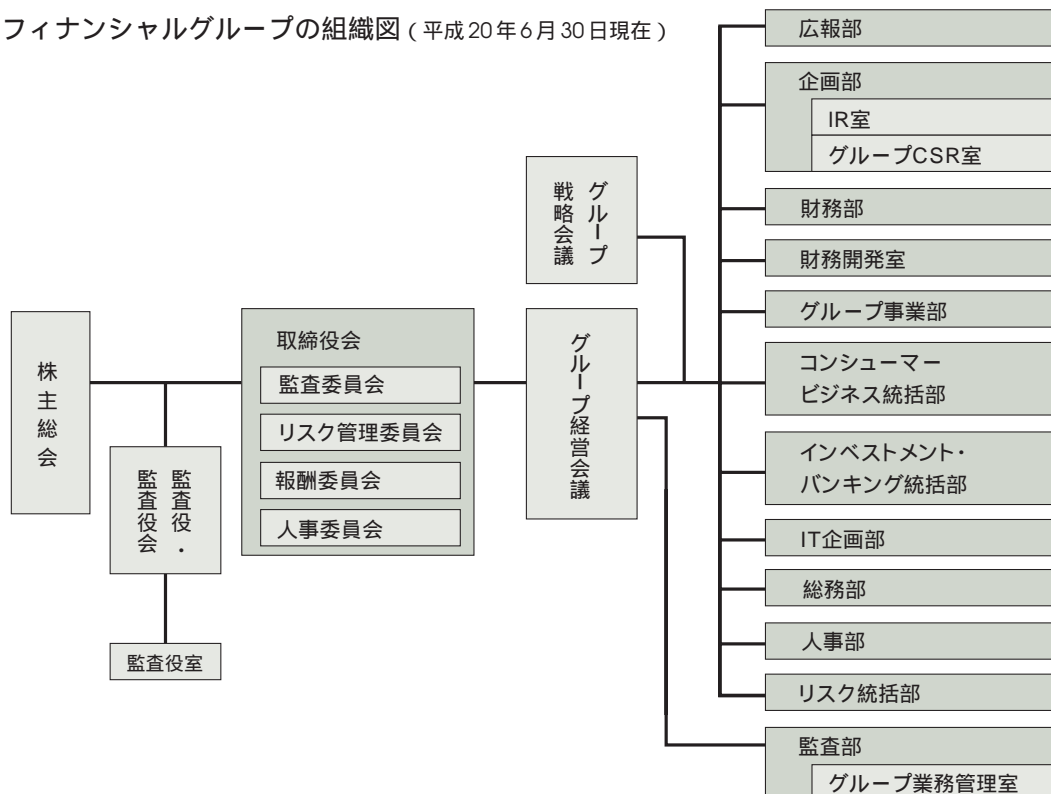 フィナンシャルグループの組織図(平成20年6月30日現在)
株主総会
監査役・
監査役会
監査役室
取締役会
監査委員会
リスク管理委員会
報酬委員会
人事委員会
グループ
戦略会議
グループ経営会議
広報部
企画部
IR室
グループCSR室
財務部
財務開発室
グループ事業部
コンシューマー
ビジネス統括部
インベストメント・
バンキング統括部
IT企画部
総務部
人事部
リスク統括部
監査部
グループ業務管理室